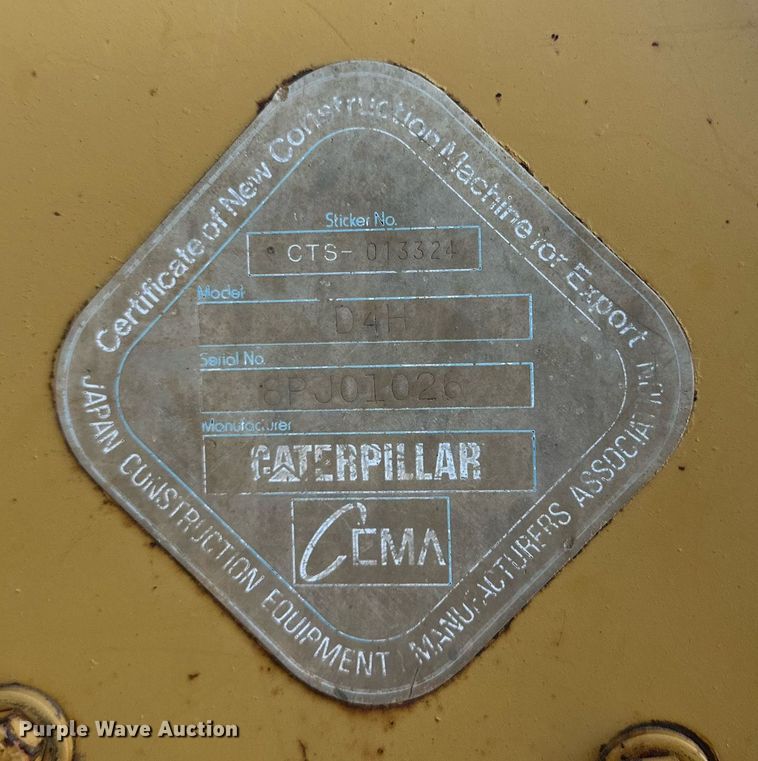 Certificate of New Construction Machine for Export
Sticker No.
CTS- 013324
Model
D4H
Serial No.
8PJ01026
Manufacturer
CATERPILLAR
CEMA
JAPAN CONSTRUCTION EQUIPMENT MANUFACTURERS ASSOCIATION
Purple Wave Auction